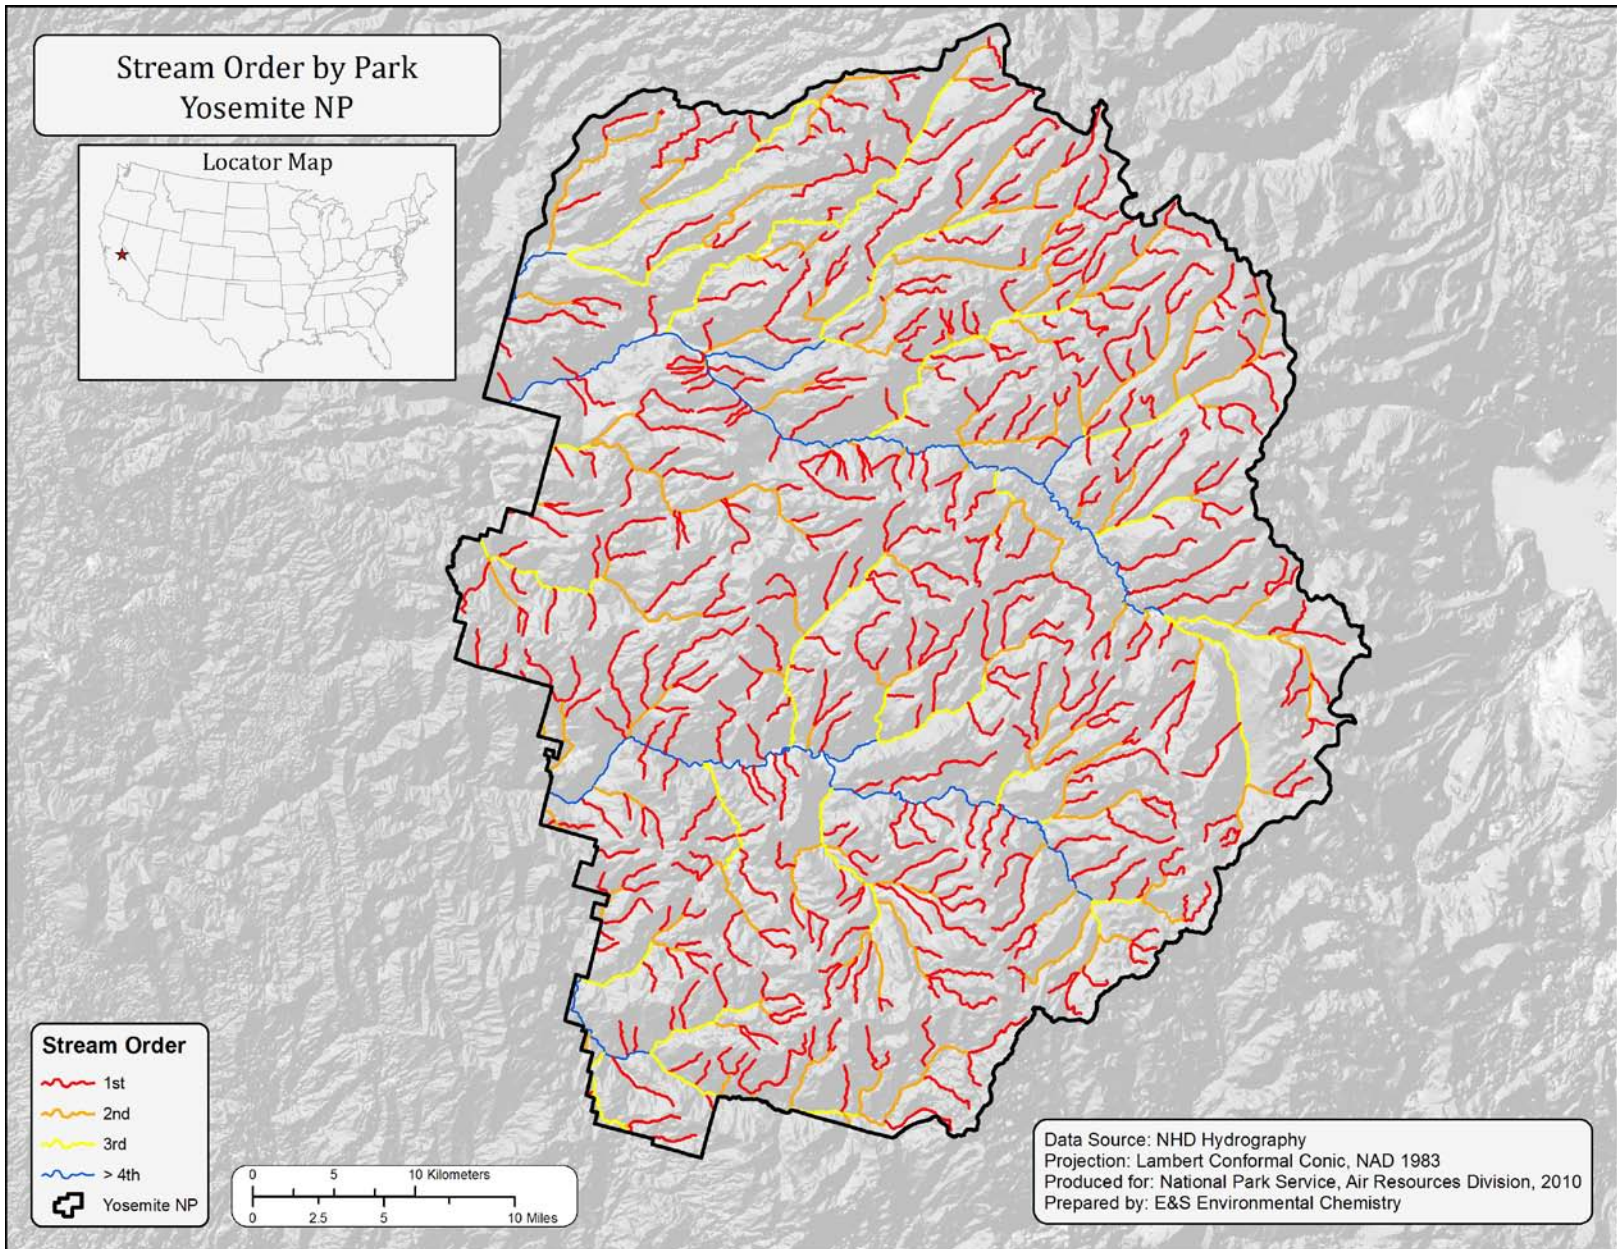 Stream Order by Park
Yosemite NP
Locator Map
Stream Order
1st
2nd
3rd
> 4th
Yosemite NP
0 5 10 Kilometers
0 2.5 5 10 Miles
Data Source: NHD Hydrography
Projection: Lambert Conformal Conic, NAD 1983
Produced for: National Park Service, Air Resources Division, 2010
Prepared by: E&S Environmental Chemistry